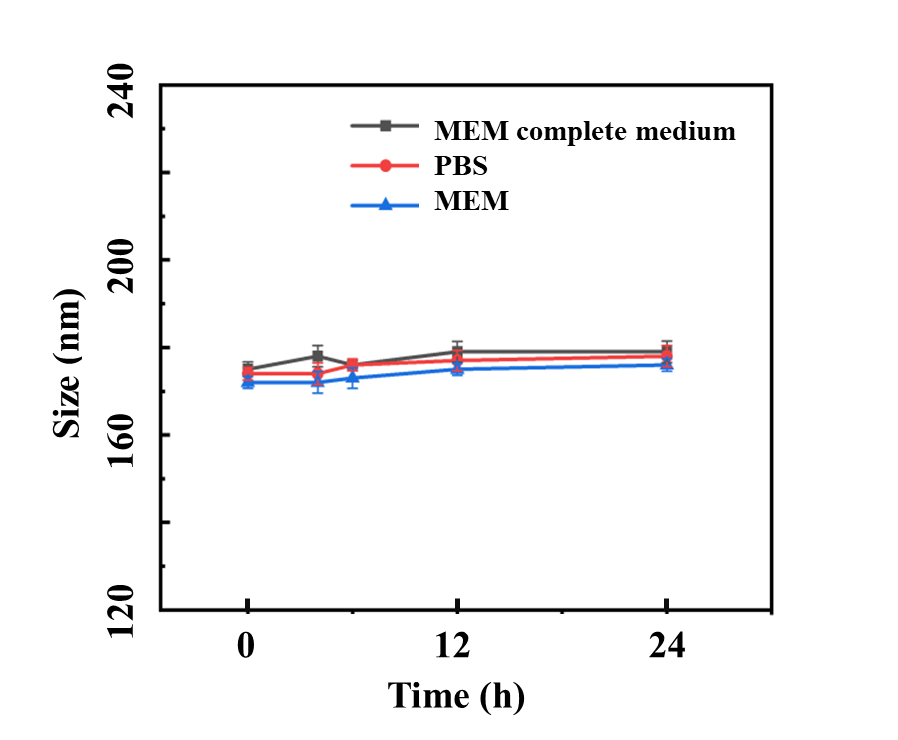 240
200
160
120
Size (nm)
MEM complete medium
PBS
MEM
0 12 24
Time (h)